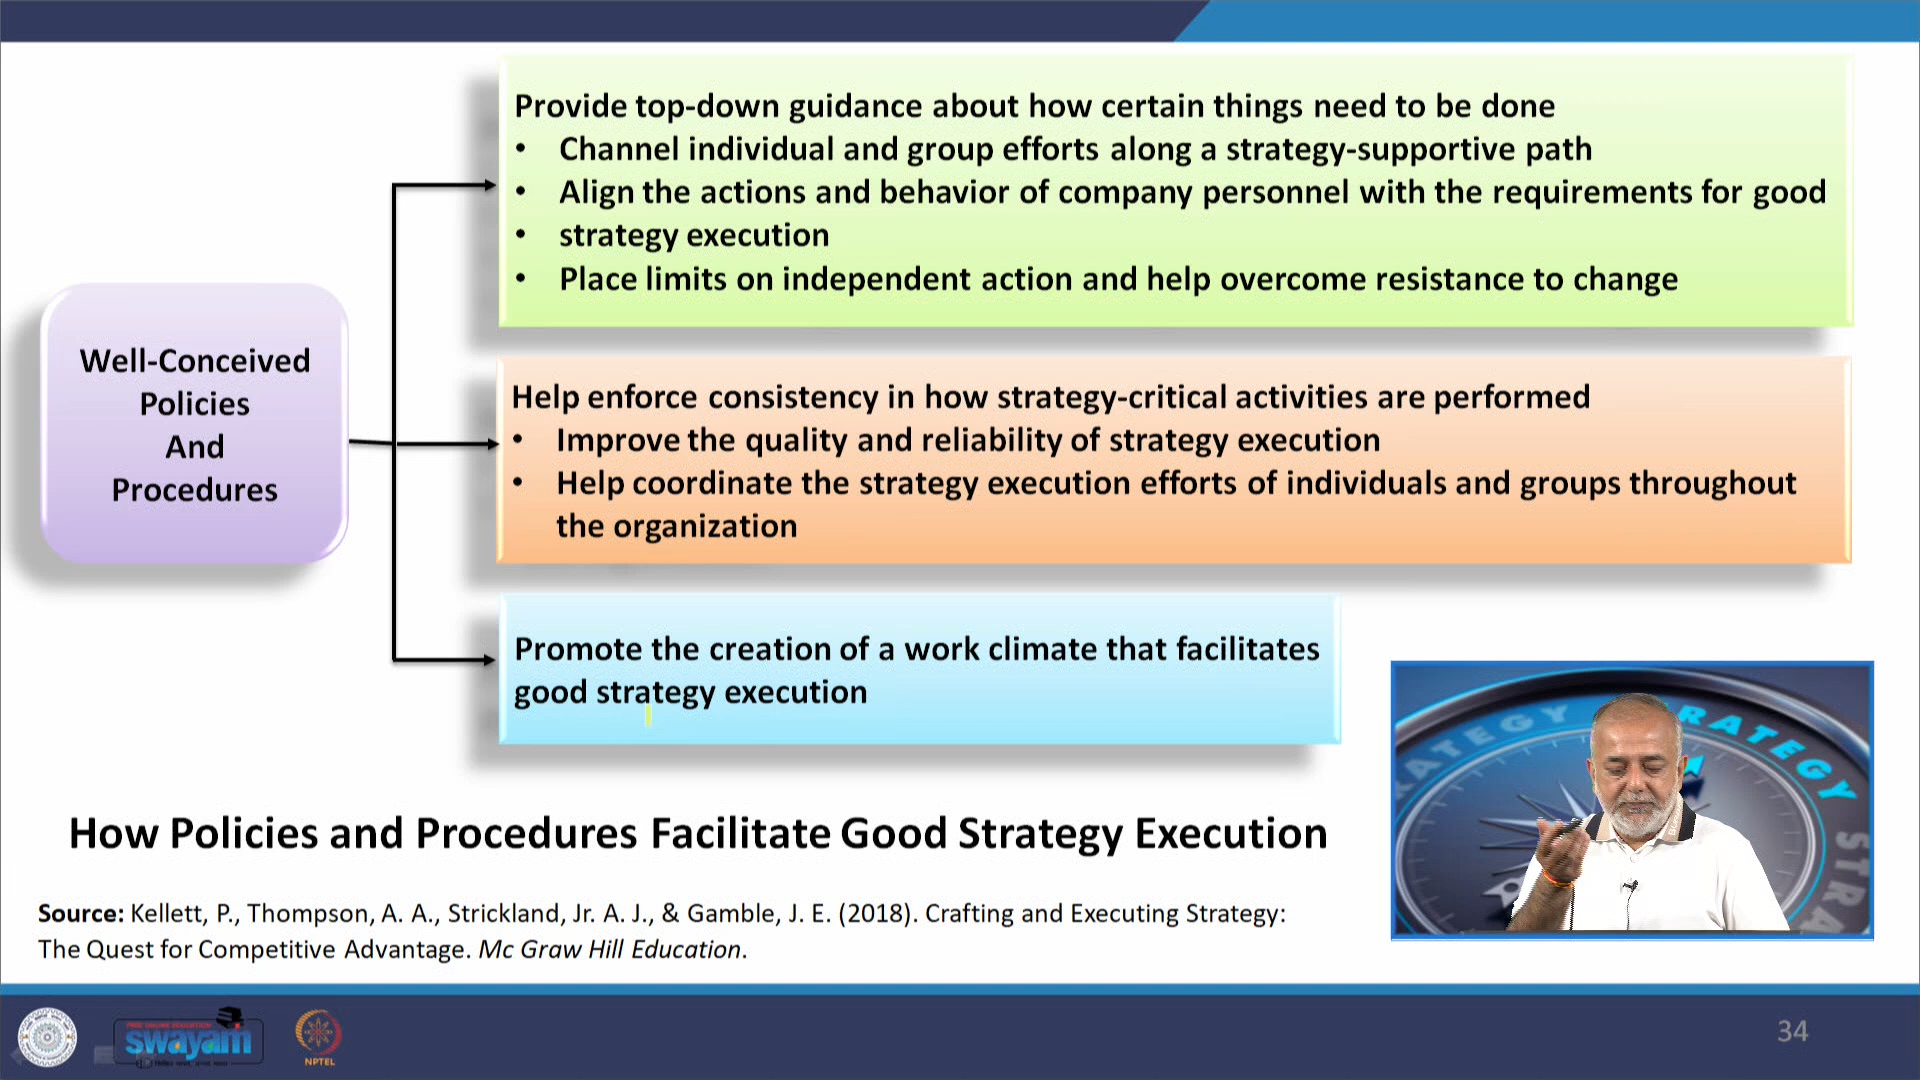 Provide top-down guidance about how certain things need to be done
• Channel individual and group efforts along a strategy-supportive path
• Align the actions and behavior of company personnel with the requirements for good
• strategy execution
• Place limits on independent action and help overcome resistance to change
Well-Conceived
Policies
And
Procedures
Help enforce consistency in how strategy-critical activities are performed
• Improve the quality and reliability of strategy execution
• Help coordinate the strategy execution efforts of individuals and groups throughout
the organization
Promote the creation of a work climate that facilitates
good strategy execution
STRATEGY
How Policies and Procedures Facilitate Good Strategy Execution
Source: Kellett, P., Thompson, A. A., Strickland, Jr. A. J., & Gamble, J. E. (2018). Crafting and Executing Strategy:
The Quest for Competitive Advantage. Mc Graw Hill Education.
FREE ONLINE EDUCATION
swayam
NPTEL
34